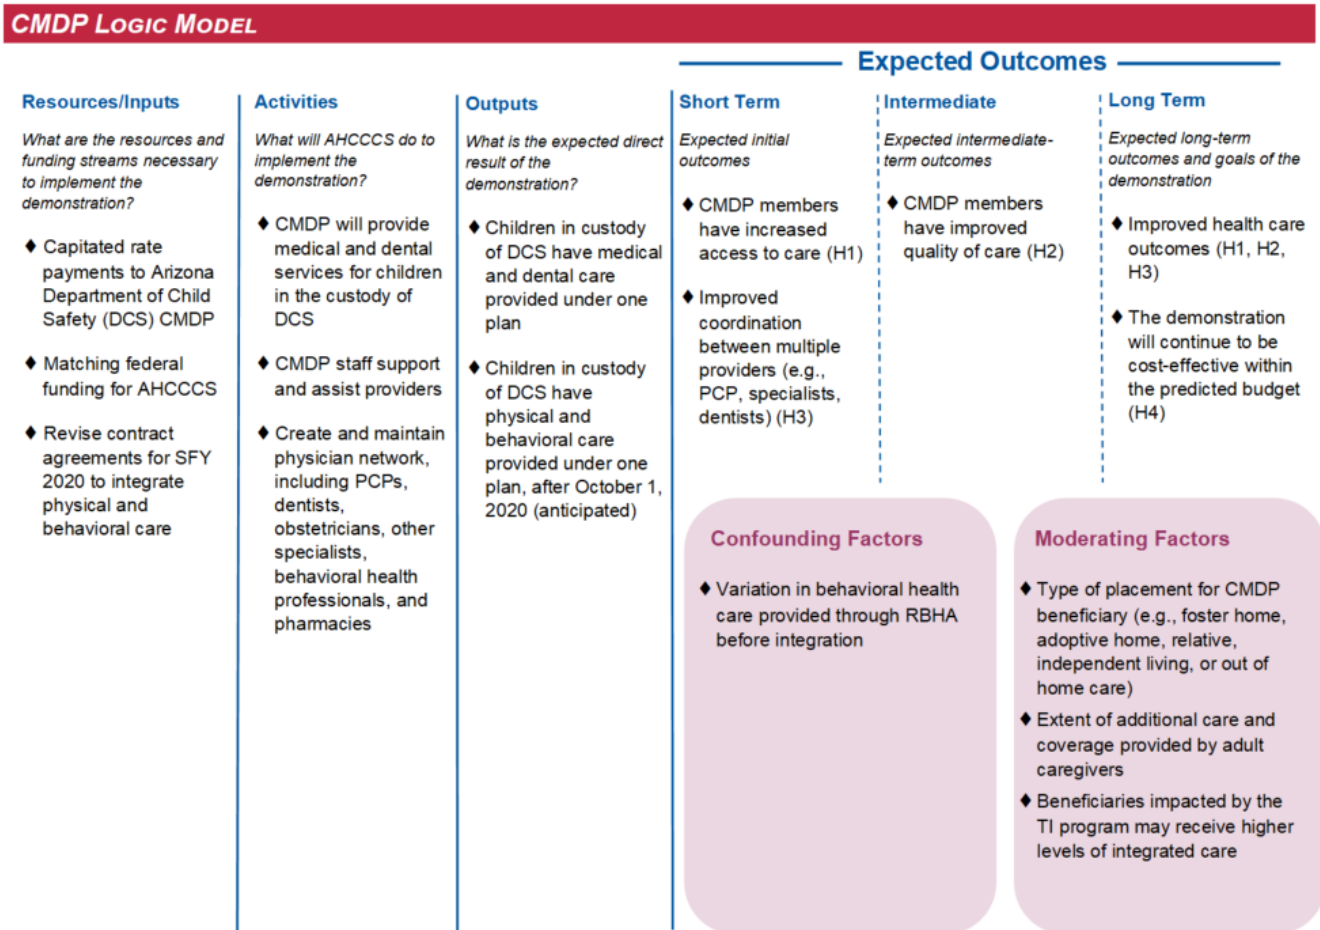 CMDP LOGIC MODEL
Expected Outcomes
Resources/Inputs
What are the resources and
funding streams necessary
to implement the
demonstration?
♦ Capitated rate
payments to Arizona
Department of Child
Safety (DCS) CMDP
♦ Matching federal
funding for AHCCCS
♦ Revise contract
agreements for SFY
2020 to integrate
physical and
behavioral care
Activities
What will AHCCCS do to
implement the
demonstration?
♦ CMDP will provide
medical and dental
services for children
in the custody of
DCS
♦ CMDP staff support
and assist providers
♦ Create and maintain
physician network,
including PCPs,
dentists,
obstetricians, other
specialists,
behavioral health
professionals, and
pharmacies
Outputs
What is the expected direct
result of the
demonstration?
♦ Children in custody
of DCS have medical
and dental care
provided under one
plan
♦ Children in custody
of DCS have
physical and
behavioral care
provided under one
plan, after October 1,
2020 (anticipated)
Short Term
Expected initial
outcomes
♦ CMDP members
have increased
access to care (H1)
♦ Improved
coordination
between multiple
providers (e.g.,
PCP, specialists,
dentists) (H3)
Intermediate
Expected intermediate-
term outcomes
♦ CMDP members
have improved
quality of care (H2)
Long Term
Expected long-term
outcomes and goals of the
demonstration
♦ Improved health care
outcomes (H1, H2,
H3)
♦ The demonstration
will continue to be
cost-effective within
the predicted budget
(H4)
Confounding Factors
♦ Variation in behavioral health
care provided through RBHA
before integration
Moderating Factors
♦ Type of placement for CMDP
beneficiary (e.g., foster home,
adoptive home, relative,
independent living, or out of
home care)
♦ Extent of additional care and
coverage provided by adult
caregivers
♦ Beneficiaries impacted by the
TI program may receive higher
levels of integrated care